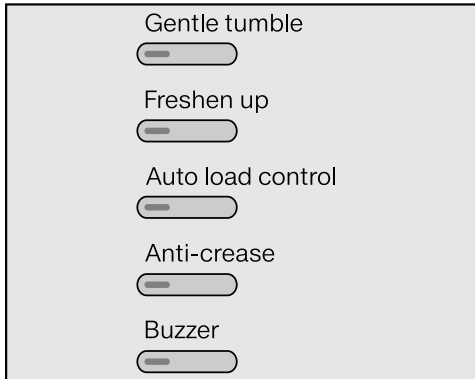 Gentle tumble
Freshen up
Auto load control
Anti-crease
Buzzer